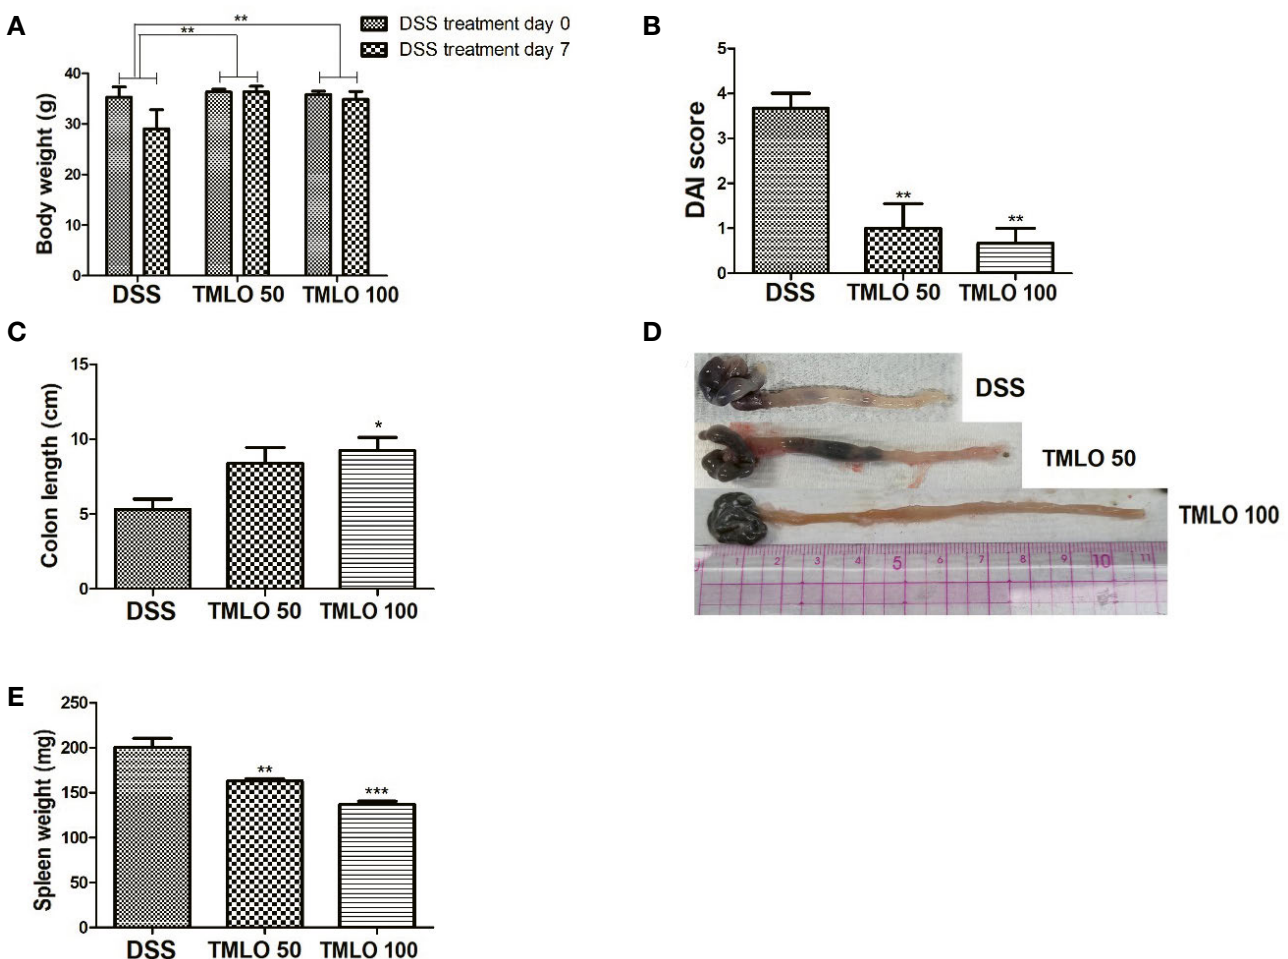 A
**
**
DSS treatment day 0
DSS treatment day 7
Body weight (g)
40
30
20
10
0
DSS
TMLO 50
TMLO 100
B
DAI score
5
4
3
2
1
0
**
**
DSS
TMLO 50
TMLO 100
C
Colon length (cm)
15
10
5
0
*
DSS
TMLO 50
TMLO 100
D
DSS
TMLO 50
TMLO 100
1 2 3 4 5 6 7 8 9 10 11
E
Spleen weight (mg)
250
200
150
100
50
0
**
***
DSS
TMLO 50
TMLO 100